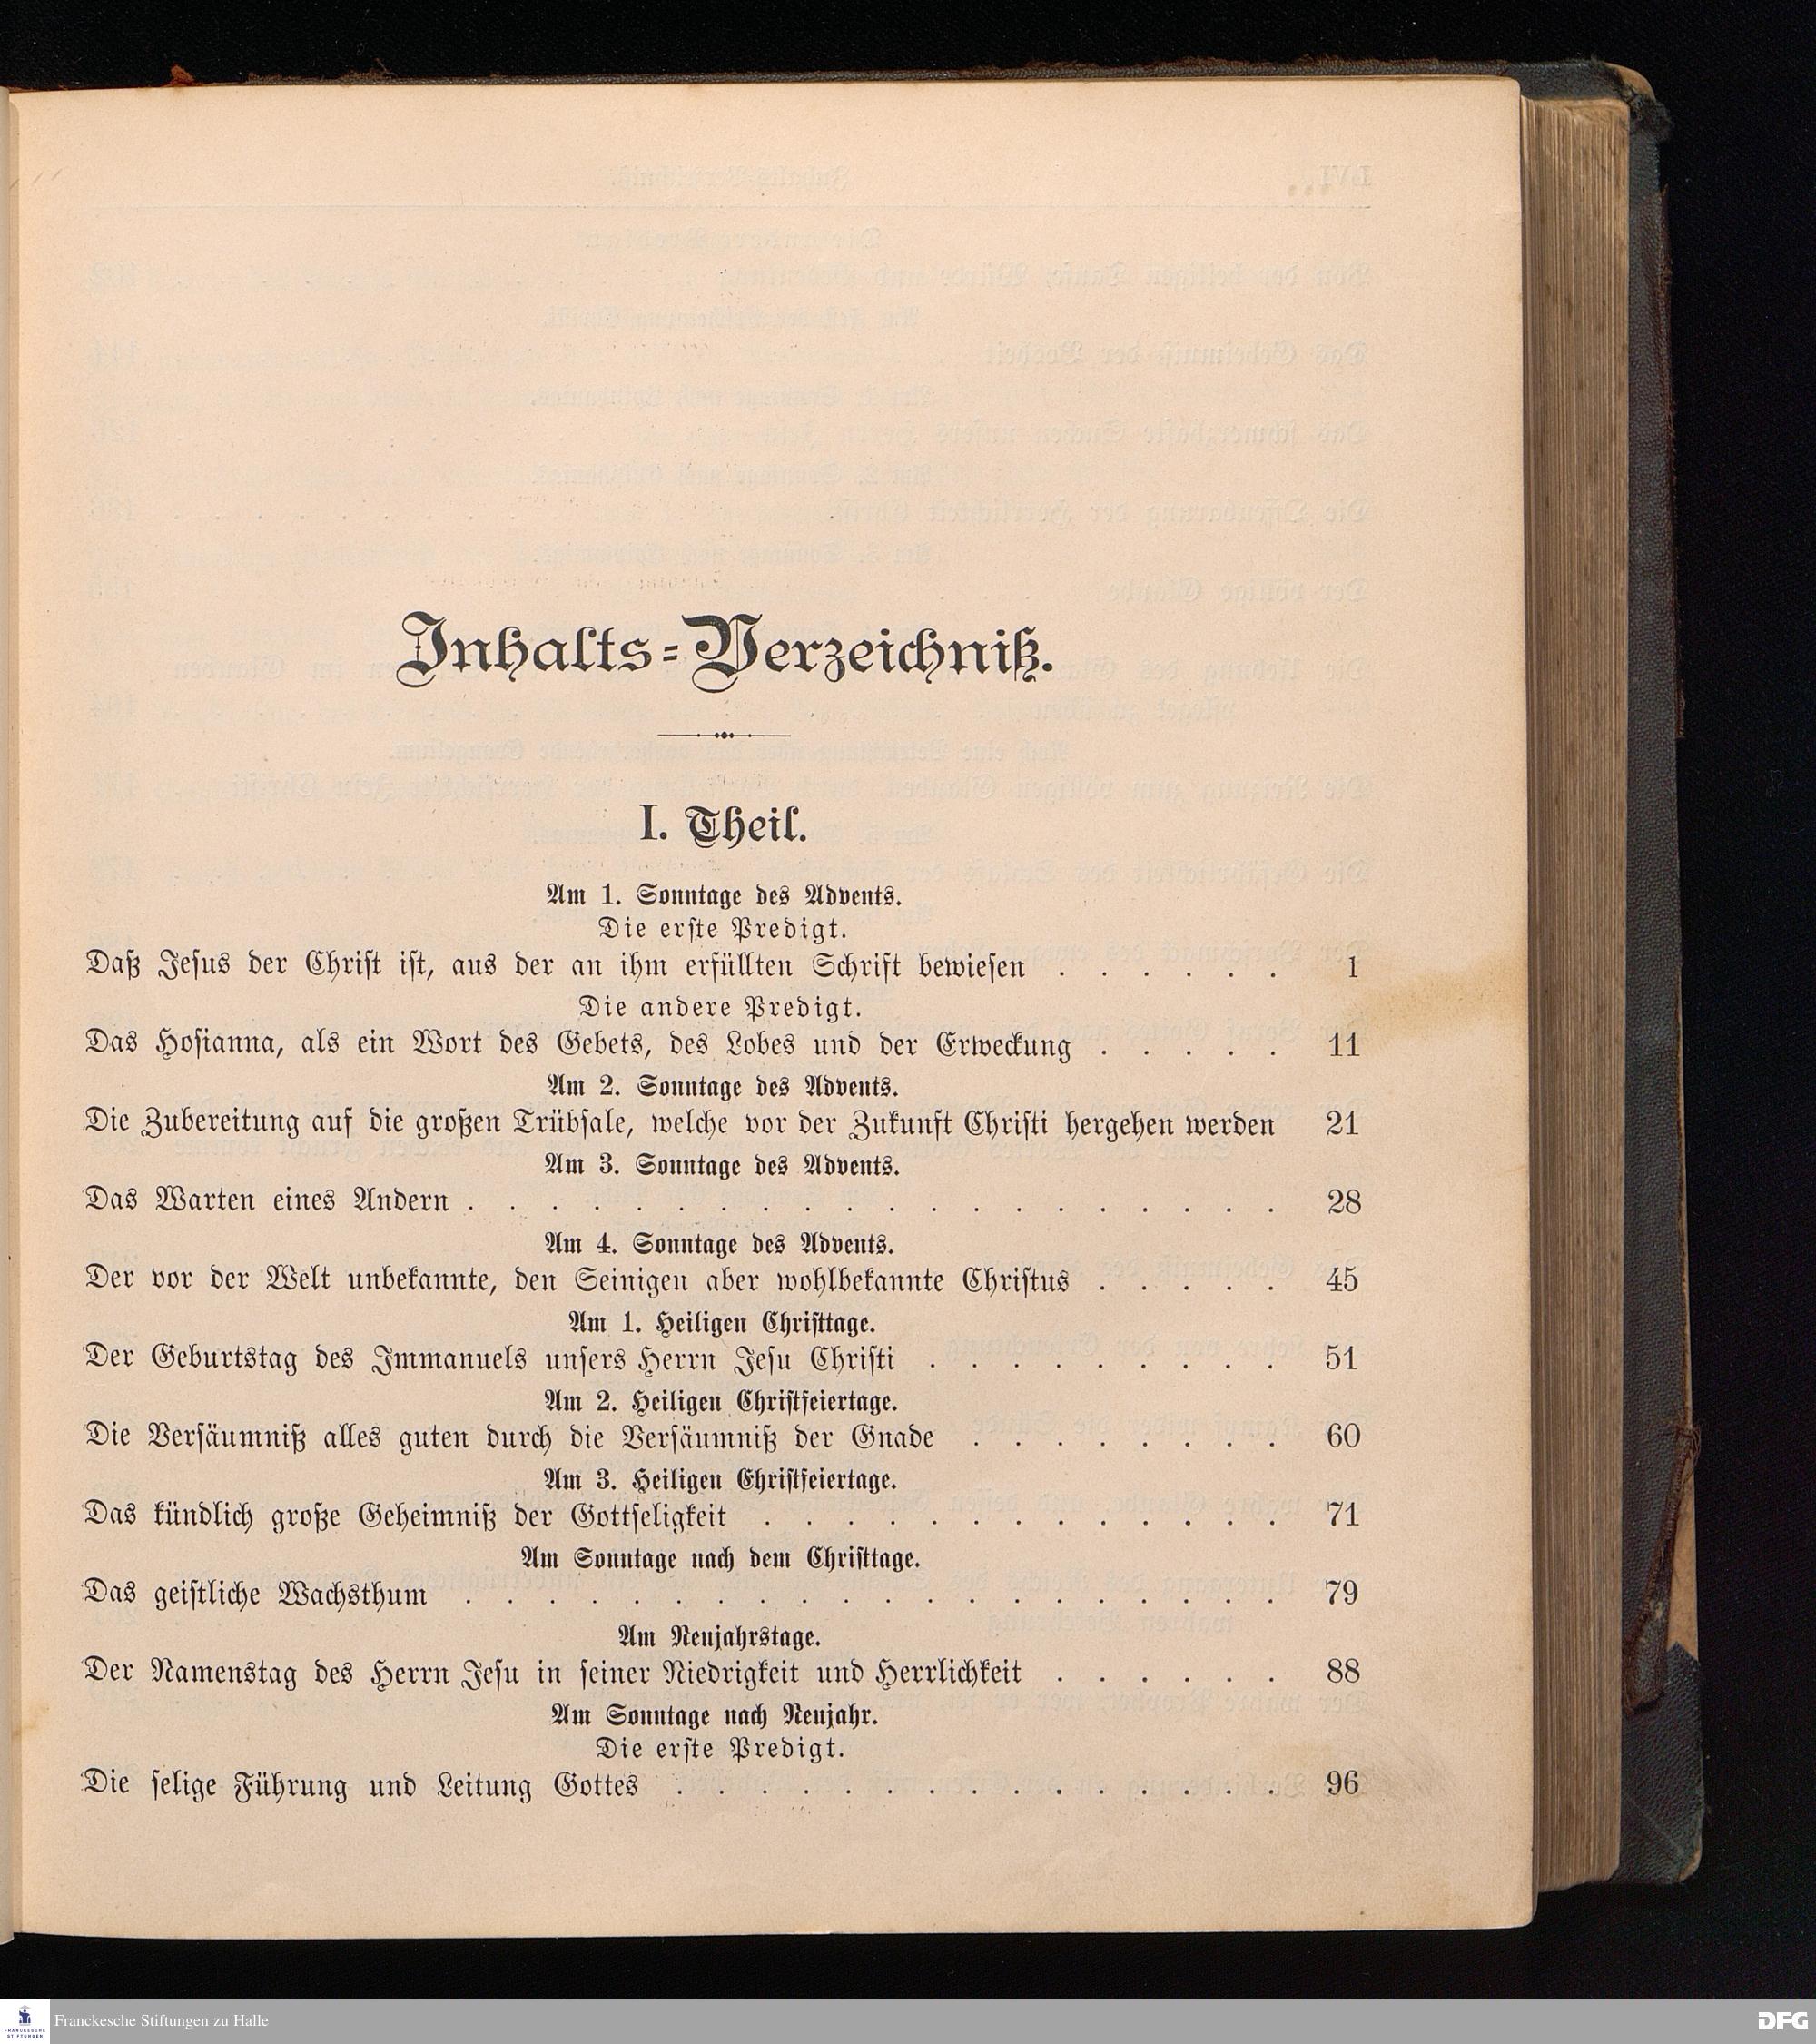 Inhalts-Verzeichniß.
I. Theil.
Am 1. Sonntage des Advents.
Die erste Predigt.
Daß Jesus der Christ ist, aus der an ihm erfüllten Schrift bewiesen . . . . . . 1
Die andere Predigt.
Das Hosianna, als ein Wort des Gebets, des Lobes und der Erweckung . . . . . 11
Am 2. Sonntage des Advents.
Die Zubereitung auf die großen Trübsale, welche vor der Zukunft Christi hergehen werden 21
Am 3. Sonntage des Advents.
Das Warten eines Andern . . . . . . . . . . . . . . . . . . . . 28
Am 4. Sonntage des Advents.
Der vor der Welt unbekannte, den Seinigen aber wohlbekannte Christus . . . . . 45
Am 1. Heiligen Christtage.
Der Geburtstag des Immanuels unsers Herrn Jesu Christi . . . . . . . . . 51
Am 2. Heiligen Christfeiertage.
Die Versäumniß alles guten durch die Versäumniß der Gnade . . . . . . . . 60
Am 3. Heiligen Christfeiertage.
Das kündlich große Geheimniß der Gottseligkeit . . . . . . . . . . . . . 71
Am Sonntage nach dem Christtage.
Das geistliche Wachsthum . . . . . . . . . . . . . . . . . . . . 79
Am Neujahrstage.
Der Namenstag des Herrn Jesu in seiner Niedrigkeit und Herrlichkeit . . . . . . 88
Am Sonntage nach Neujahr.
Die erste Predigt.
Die selige Führung und Leitung Gottes . . . . . . . . . . . . . . . 96
FRANCKESCHE STIFTUNGEN
Franckesche Stiftungen zu Halle
DFG